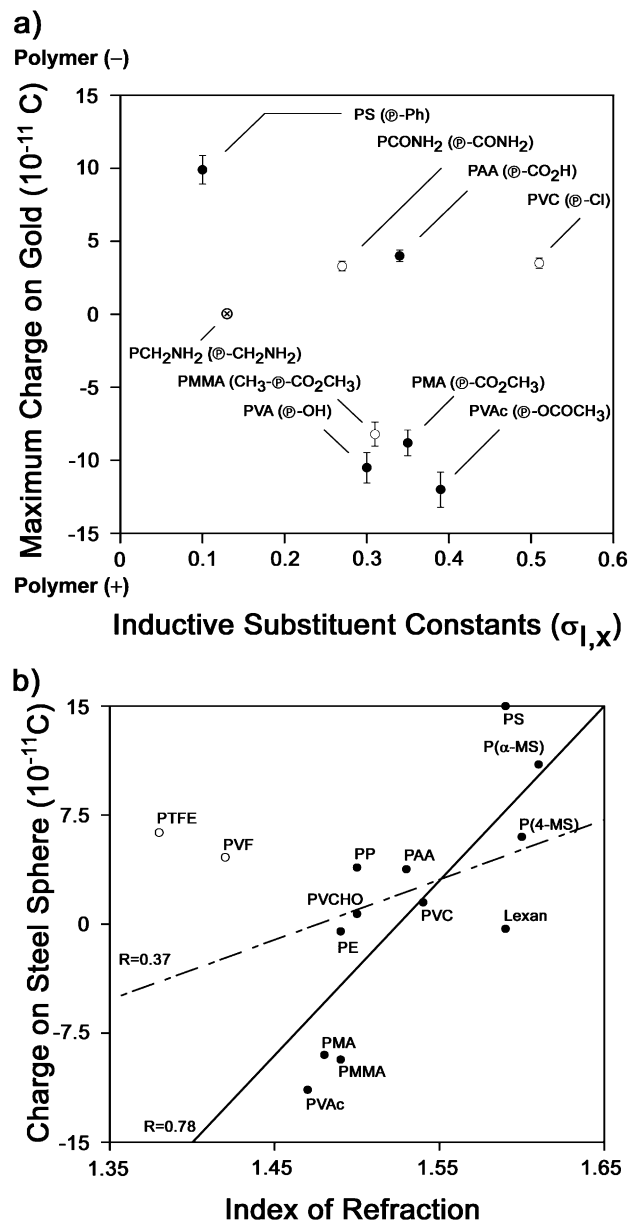 a)
Polymer (−)
Maximum Charge on Gold (10-11 C)
15
10
5
0
-5
-10
-15
PS (Ⓟ-Ph)
PCONH2 (Ⓟ-CONH2)
PAA (Ⓟ-CO2H)
PVC (Ⓟ-Cl)
PCH2NH2 (Ⓟ-CH2NH2)
PMMA (CH3-Ⓟ-CO2CH3)
PMA (Ⓟ-CO2CH3)
PVA (Ⓟ-OH)
PVAc (Ⓟ-OCOCH3)
0
0.1
0.2
0.3
0.4
0.5
0.6
Polymer (+)
Inductive Substituent Constants (σI,x)
b)
Charge on Steel Sphere (10-11C)
15
7.5
0
-7.5
-15
PS
P(α-MS)
PTFE
P(4-MS)
PVF
PP
PAA
PVCHO
PVC
Lexan
PE
R=0.37
PMA
PMMA
PVAc
R=0.78
1.35
1.45
1.55
1.65
Index of Refraction